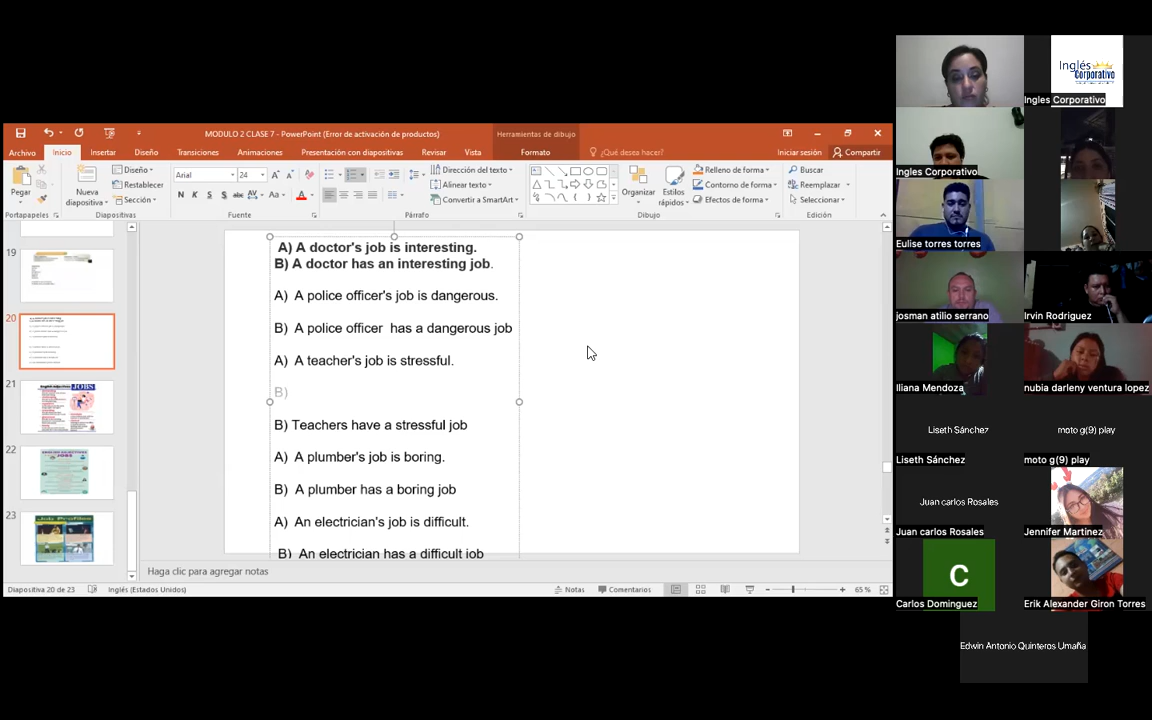 MODULO 2 CLASE 7 - PowerPoint (Error de activación de productos)
Herramientas de dibujo
Archivo Inicio Insertar Diseño Transiciones Animaciones Presentación con diapositivas Revisar Vista Formato ¿Qué desea hacer? Iniciar sesión Compartir
Pegar
Nueva diapositiva
Diseño
Restablecer
Sección
Arial 24
Dirección del texto
Alinear texto
Convertir a SmartArt
Organizar
Estilos rápidos
Relleno de forma
Contorno de forma
Efectos de forma
Buscar
Reemplazar
Seleccionar
Portapapeles Diapositivas Fuente Párrafo Dibujo Edición
19
20
21
22
23
A) A doctor's job is interesting.
B) A doctor has an interesting job.
A) A police officer's job is dangerous.
B) A police officer has a dangerous job
A) A teacher's job is stressful.
B)
B) Teachers have a stressful job
A) A plumber's job is boring.
B) A plumber has a boring job
A) An electrician's job is difficult.
B) An electrician has a difficult job
Haga clic para agregar notas
Diapositiva 20 de 23 Inglés (Estados Unidos) Notas Comentarios 65 %
Inglés
Corporativo
Ingles Corporativo
Ingles Corporativo
Eulise torres torres
josman atilio serrano
Irvin Rodriguez
Iliana Mendoza
nubia darleny ventura lopez
Liseth Sánchez
moto g(9) play
Liseth Sánchez
moto g(9) play
Juan carlos Rosales
Juan carlos Rosales
Jennifer Martinez
C
Carlos Dominguez
Erik Alexander Giron Torres
Edwin Antonio Quinteros Umaña